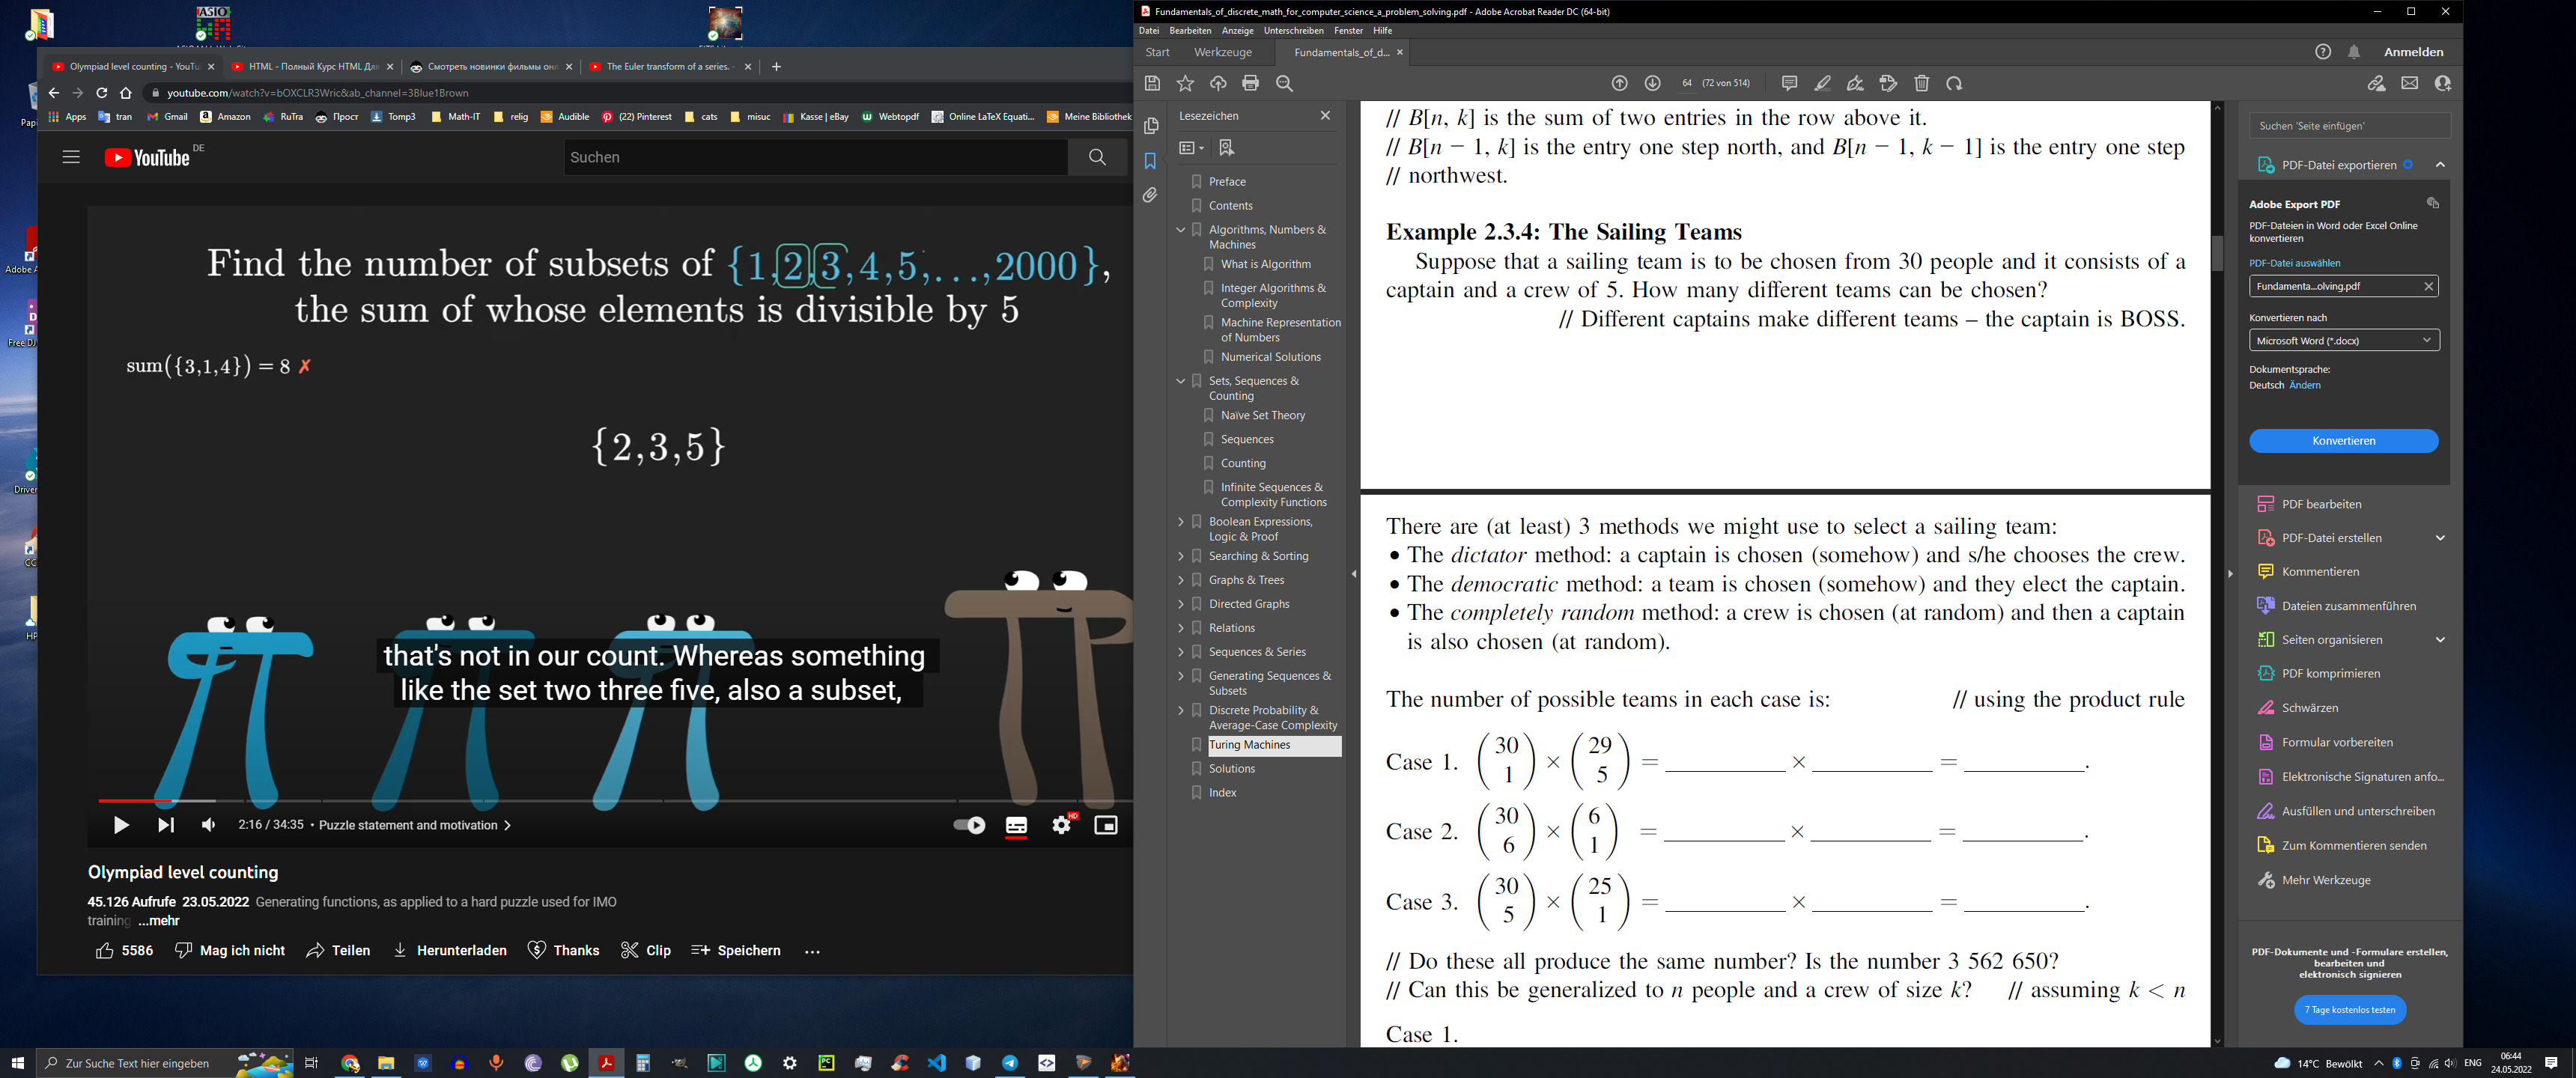 ASIO
Olympiad level counting - YouTu
HTML - Полный Курс HTML Дл
Смотреть новинки фильмы онл
The Euler transform of a series. -
youtube.com/watch?v=bOXCLR3Wric&ab_channel=3Blue1Brown
Apps tran Gmail Amazon RuTra Прост Tomp3 Math-IT relig Audible (22) Pinterest cats misuc Kasse | eBay Webtopdf Online LaTeX Equati... Meine Bibliothek
YouTube DE
Suchen
Find the number of subsets of {1,2,3,4,5,...,2000},
the sum of whose elements is divisible by 5
sum({3,1,4}) = 8 ✗
{2,3,5}
that's not in our count. Whereas something
like the set two three five, also a subset,
2:16 / 34:35 • Puzzle statement and motivation
HD
Olympiad level counting
45.126 Aufrufe 23.05.2022 Generating functions, as applied to a hard puzzle used for IMO
training ...mehr
5586 Mag ich nicht Teilen Herunterladen Thanks Clip Speichern
Fundamentals_of_discrete_math_for_computer_science_a_problem_solving.pdf - Adobe Acrobat Reader DC (64-bit)
Datei Bearbeiten Anzeige Unterschreiben Fenster Hilfe
Start Werkzeuge Fundamentals_of_d... Anmelden
64 (72 von 514)
Lesezeichen
Preface
Contents
Algorithms, Numbers &
Machines
What is Algorithm
Integer Algorithms &
Complexity
Machine Representation
of Numbers
Numerical Solutions
Sets, Sequences &
Counting
Naïve Set Theory
Sequences
Counting
Infinite Sequences &
Complexity Functions
Boolean Expressions,
Logic & Proof
Searching & Sorting
Graphs & Trees
Directed Graphs
Relations
Sequences & Series
Generating Sequences &
Subsets
Discrete Probability &
Average-Case Complexity
Turing Machines
Solutions
Index
// B[n, k] is the sum of two entries in the row above it.
// B[n − 1, k] is the entry one step north, and B[n − 1, k − 1] is the entry one step
// northwest.
Example 2.3.4: The Sailing Teams
Suppose that a sailing team is to be chosen from 30 people and it consists of a
captain and a crew of 5. How many different teams can be chosen?
// Different captains make different teams – the captain is BOSS.
There are (at least) 3 methods we might use to select a sailing team:
• The dictator method: a captain is chosen (somehow) and s/he chooses the crew.
• The democratic method: a team is chosen (somehow) and they elect the captain.
• The completely random method: a crew is chosen (at random) and then a captain
is also chosen (at random).
The number of possible teams in each case is: // using the product rule
Case 1. (30 1) × (29 5) = ________ × ________ = ________.
Case 2. (30 6) × (6 1) = ________ × ________ = ________.
Case 3. (30 5) × (25 1) = ________ × ________ = ________.
// Do these all produce the same number? Is the number 3 562 650?
// Can this be generalized to n people and a crew of size k? // assuming k < n
Case 1.
Suchen 'Seite einfügen'
PDF-Datei exportieren
Adobe Export PDF
PDF-Dateien in Word oder Excel Online
konvertieren
PDF-Datei auswählen
Fundamenta...olving.pdf
Konvertieren nach
Microsoft Word (*.docx)
Dokumentsprache:
Deutsch Ändern
Konvertieren
PDF bearbeiten
PDF-Datei erstellen
Kommentieren
Dateien zusammenführen
Seiten organisieren
PDF komprimieren
Schwärzen
Formular vorbereiten
Elektronische Signaturen anfo...
Ausfüllen und unterschreiben
Zum Kommentieren senden
Mehr Werkzeuge
PDF-Dokumente und -Formulare erstellen,
bearbeiten und
elektronisch signieren
7 Tage kostenlos testen
Zur Suche Text hier eingeben
14°C Bewölkt
ENG
06:44
24.05.2022